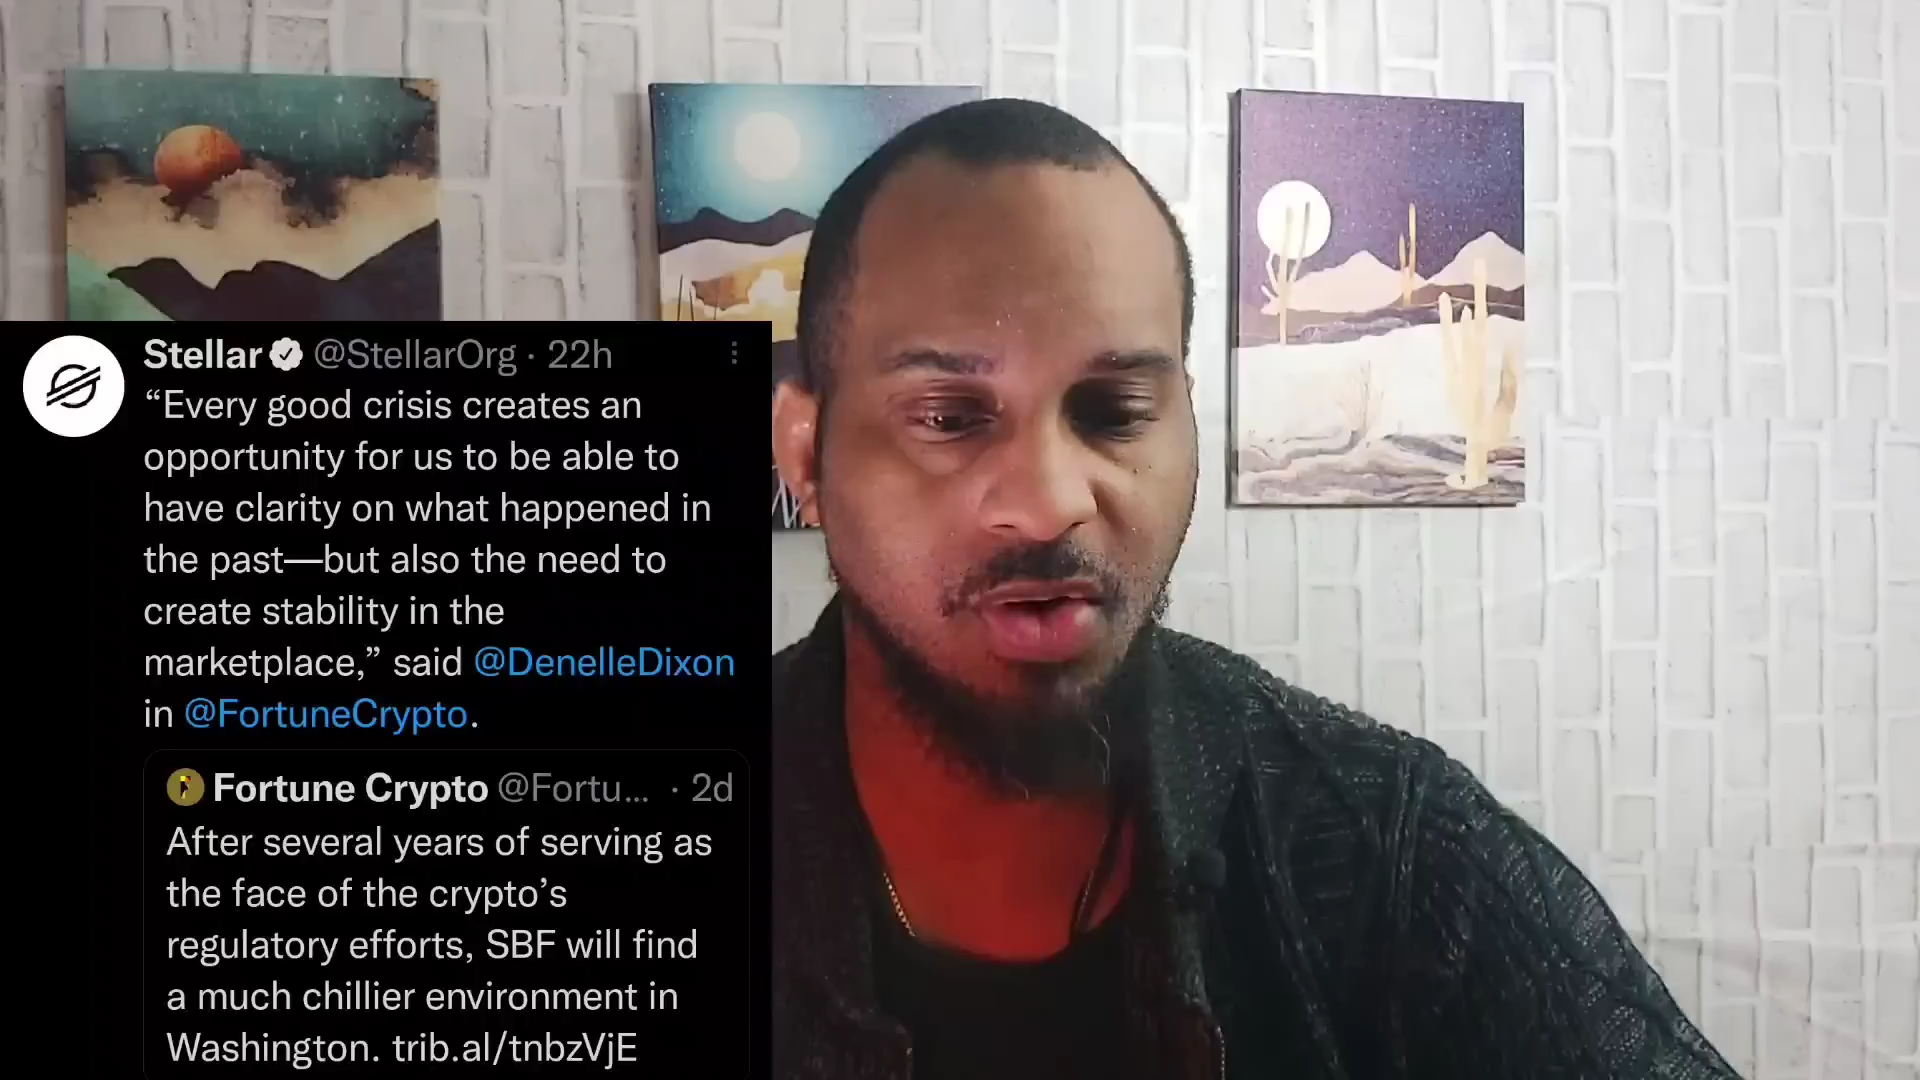 Stellar @StellarOrg · 22h
“Every good crisis creates an
opportunity for us to be able to
have clarity on what happened in
the past—but also the need to
create stability in the
marketplace,” said @DenelleDixon
in @FortuneCrypto.
Fortune Crypto @Fortu... · 2d
After several years of serving as
the face of the crypto’s
regulatory efforts, SBF will find
a much chillier environment in
Washington. trib.al/tnbzVjE